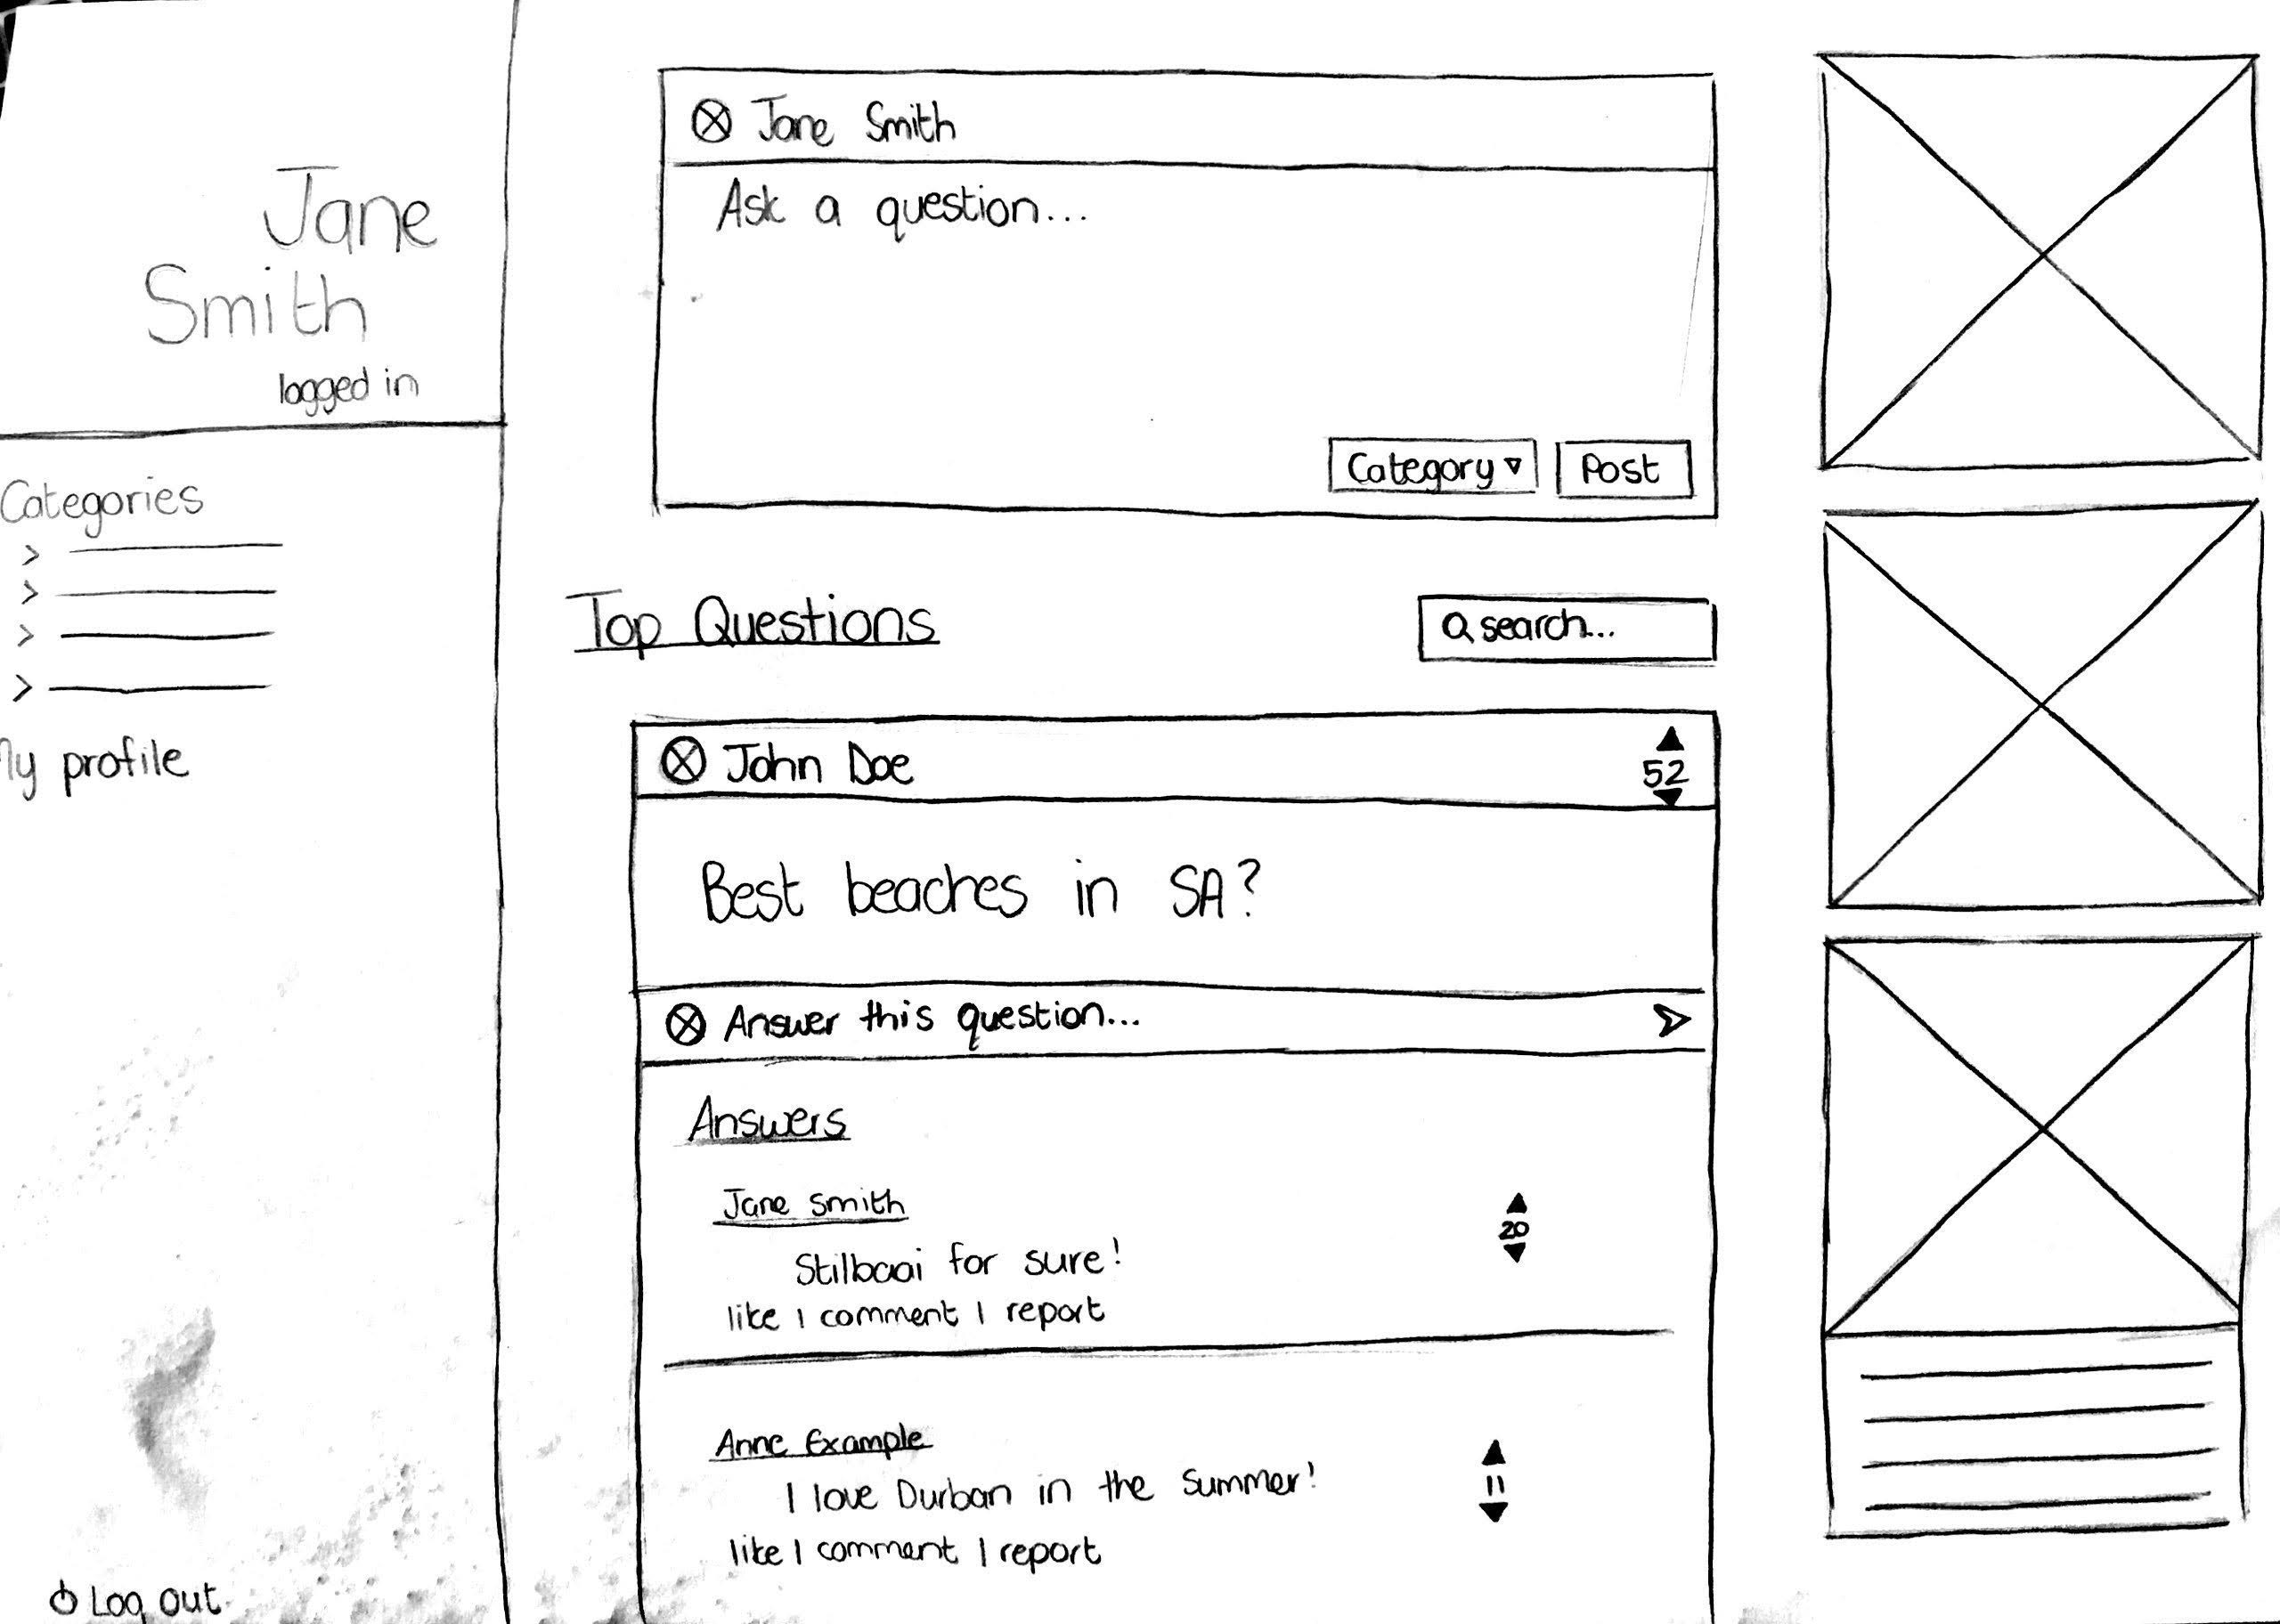 Jane
Smith
logged in
Categories
My profile
Log out
Jane Smith
Ask a question...
Category
Post
Top Questions
search...
John Doe
52
Best beaches in SA?
Answer this question...
Answers
Jane Smith
20
Stilbaai for sure!
like | comment | report
Anne Example
I love Durban in the Summer!
11
like | comment | report